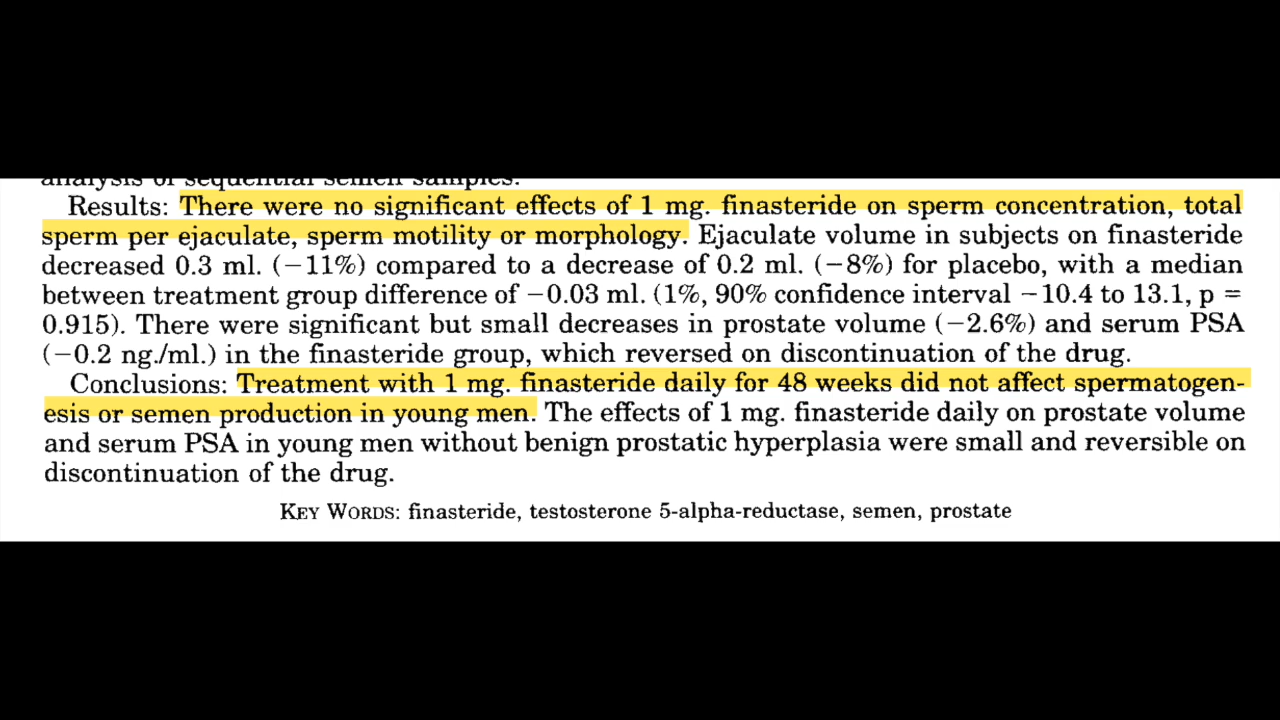 analysis of sequential semen samples.
Results: There were no significant effects of 1 mg. finasteride on sperm concentration, total
sperm per ejaculate, sperm motility or morphology. Ejaculate volume in subjects on finasteride
decreased 0.3 ml. (−11%) compared to a decrease of 0.2 ml. (−8%) for placebo, with a median
between treatment group difference of −0.03 ml. (1%, 90% confidence interval −10.4 to 13.1, p =
0.915). There were significant but small decreases in prostate volume (−2.6%) and serum PSA
(−0.2 ng./ml.) in the finasteride group, which reversed on discontinuation of the drug.
Conclusions: Treatment with 1 mg. finasteride daily for 48 weeks did not affect spermatogen-
esis or semen production in young men. The effects of 1 mg. finasteride daily on prostate volume
and serum PSA in young men without benign prostatic hyperplasia were small and reversible on
discontinuation of the drug.
KEY WORDS: finasteride, testosterone 5-alpha-reductase, semen, prostate